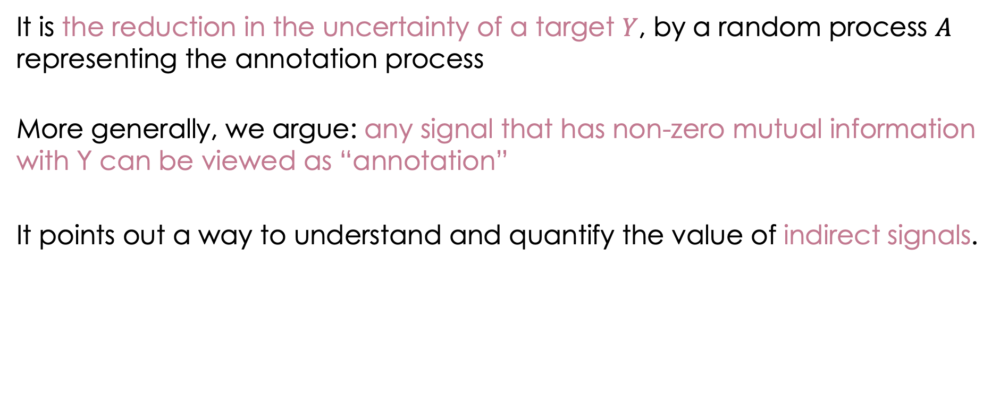 It is the reduction in the uncertainty of a target Y, by a random process A
representing the annotation process
More generally, we argue: any signal that has non-zero mutual information
with Y can be viewed as “annotation”
It points out a way to understand and quantify the value of indirect signals.